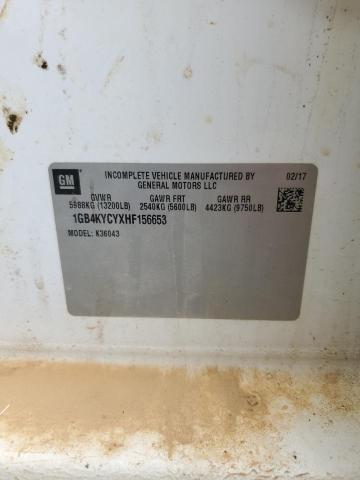 GM
INCOMPLETE VEHICLE MANUFACTURED BY 02/17
GENERAL MOTORS LLC
GVWR GAWR FRT GAWR RR
5988KG (13200LB) 2540KG (5600LB) 4423KG (9750LB)
1GB4KYCYXHF156653
MODEL: K36043